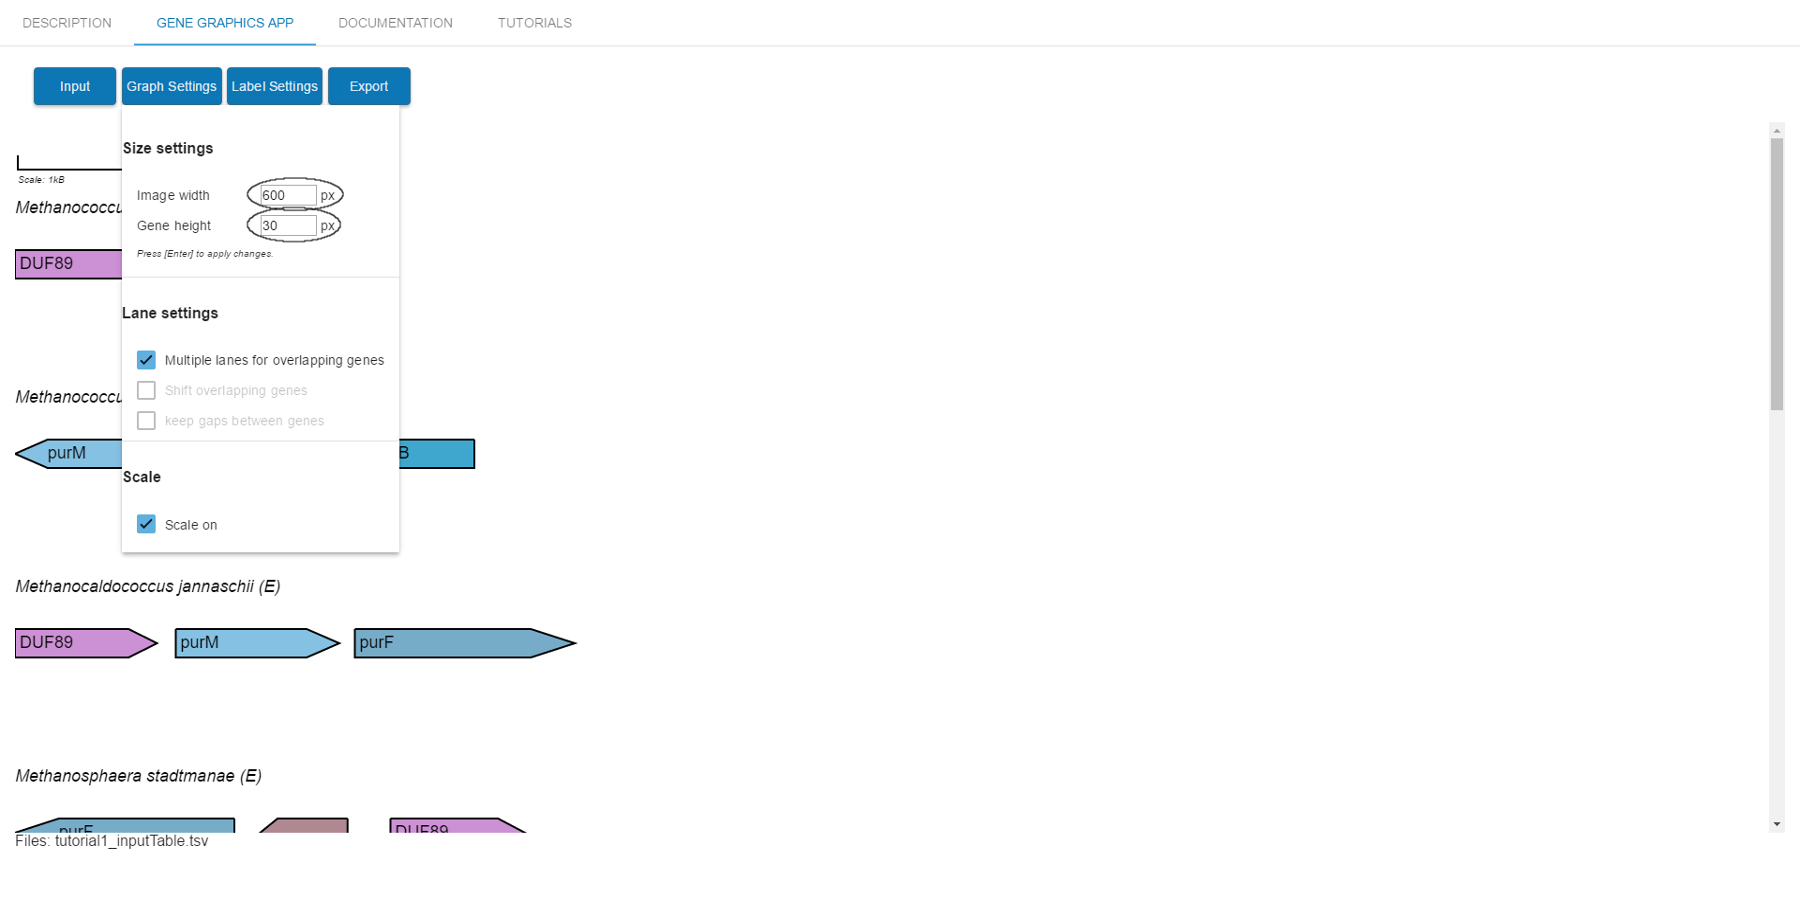 DESCRIPTION GENE GRAPHICS APP DOCUMENTATION TUTORIALS
Input Graph Settings Label Settings Export
Size settings
Scale: 1kB
Image width 600 px
Methanococcu
Gene height 30 px
Press [Enter] to apply changes.
DUF89
Lane settings
Multiple lanes for overlapping genes
Shift overlapping genes
Methanococcu
keep gaps between genes
purM B
Scale
Scale on
Methanocaldococcus jannaschii (E)
DUF89 purM purF
Methanosphaera stadtmanae (E)
purF DUF89
Files: tutorial1_inputTable.tsv